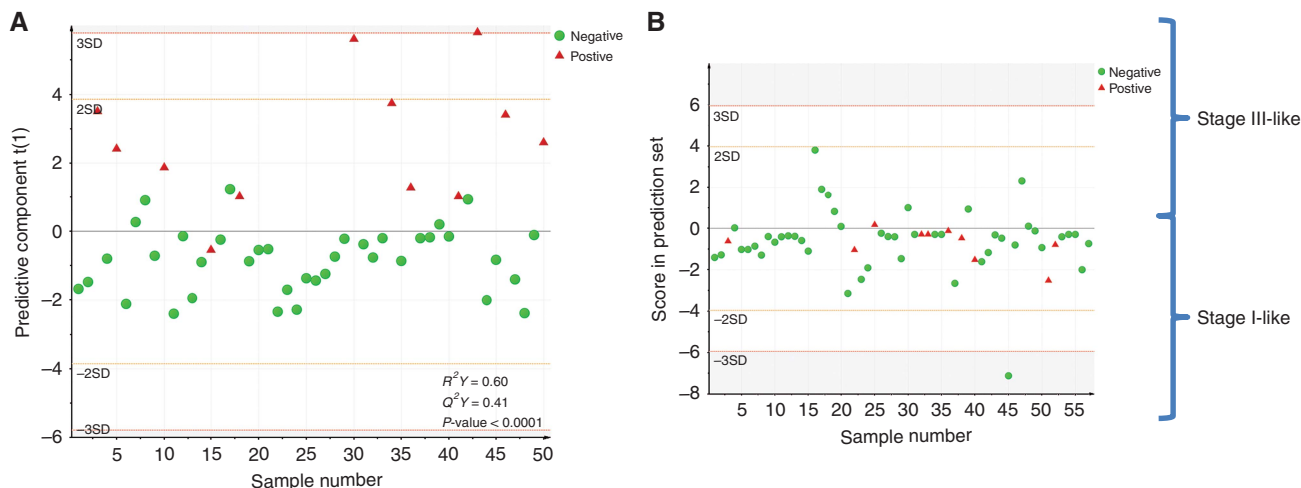 A
Predictive component t(1)
3SD
4
2SD
2
0
−2
−4
−2SD
−3SD
−6
5 10 15 20 25 30 35 40 45 50
Sample number
Negative
Postive
R²Y = 0.60
Q²Y = 0.41
P-value < 0.0001
B
Score in prediction set
6
3SD
4
2SD
2
0
−2
−4
−2SD
−6
−3SD
−8
5 10 15 20 25 30 35 40 45 50 55
Sample number
Negative
Postive
Stage III-like
Stage I-like